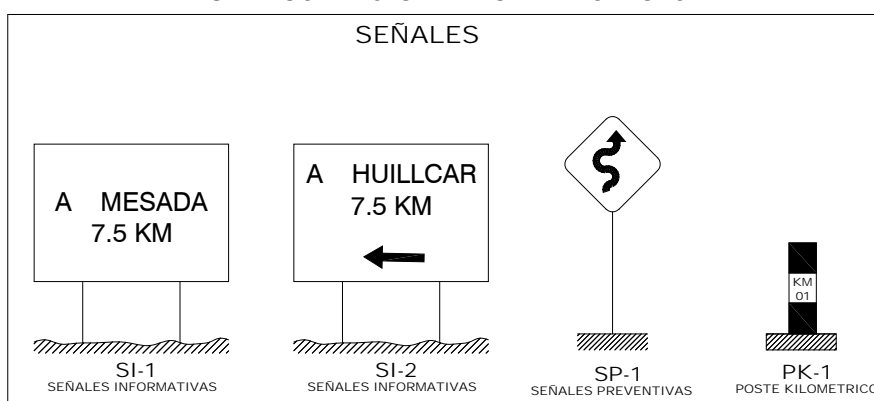 SEÑALES
A MESADA
7.5 KM
SI-1
SEÑALES INFORMATIVAS
A HUILLCAR
7.5 KM
SI-2
SEÑALES INFORMATIVAS
SP-1
SEÑALES PREVENTIVAS
KM
01
PK-1
POSTE KILOMETRICO